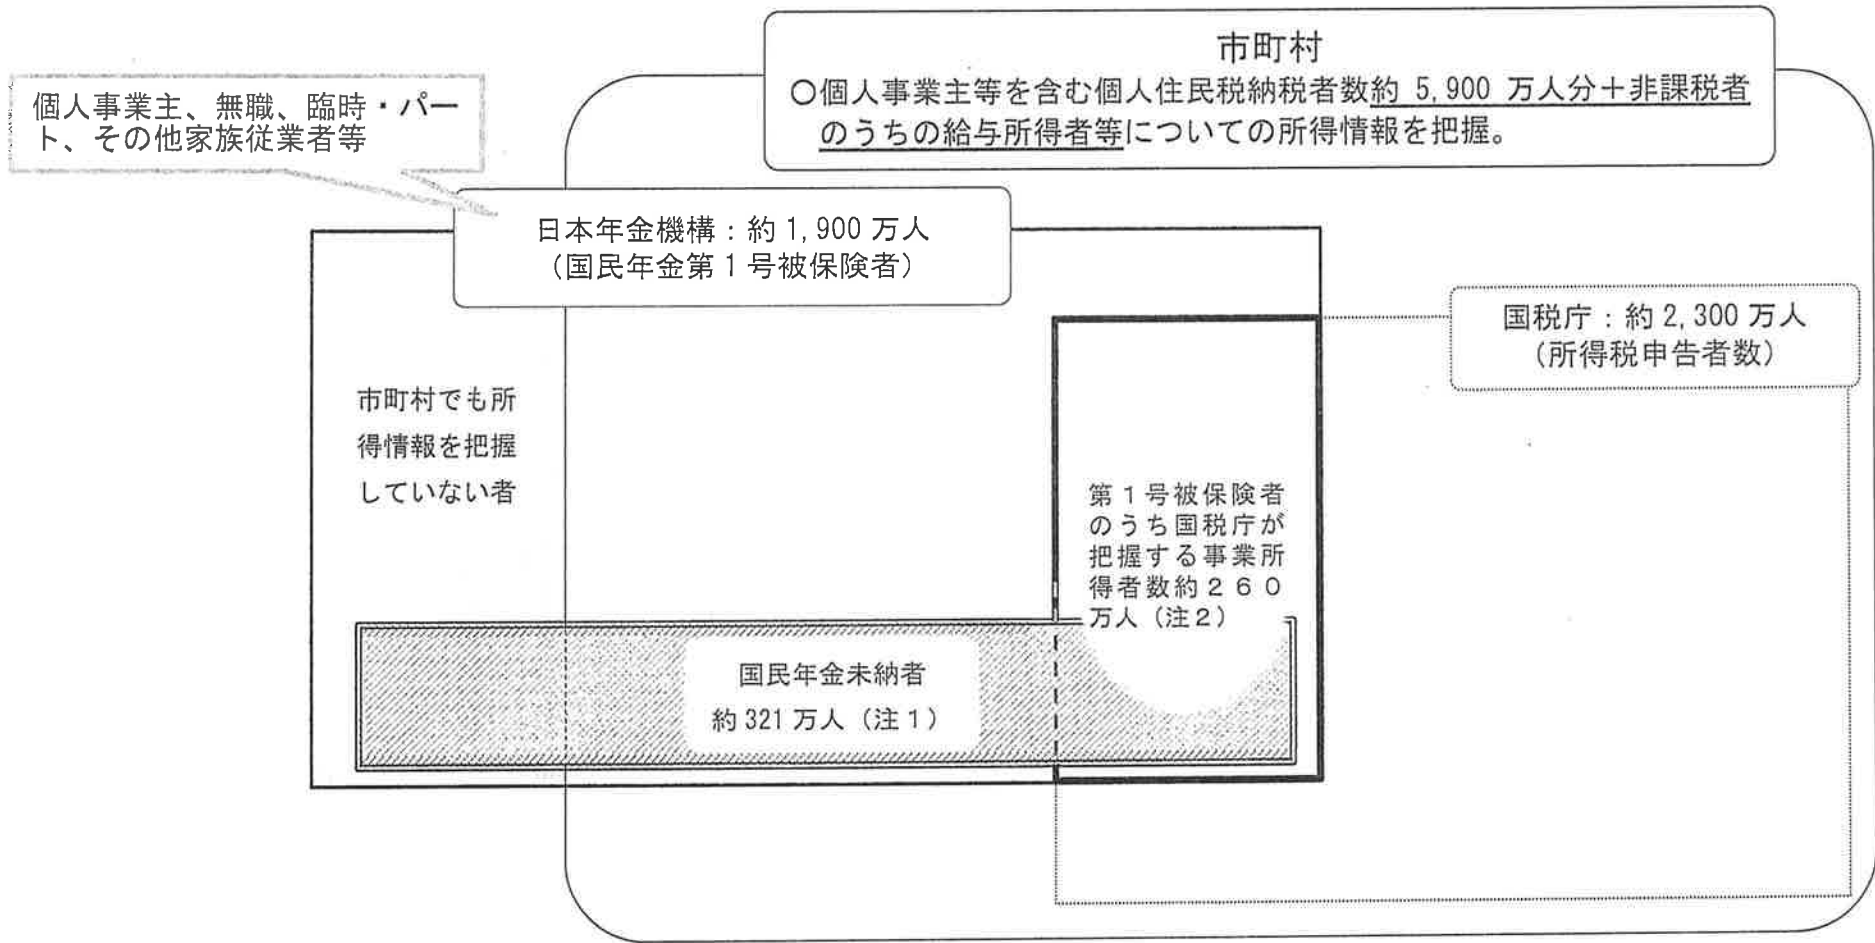 市町村
○個人事業主等を含む個人住民税納税者数約 5,900 万人分＋非課税者
のうちの給与所得者等についての所得情報を把握。
個人事業主、無職、臨時・パー
ト、その他家族従業者等
日本年金機構：約 1,900 万人
（国民年金第１号被保険者）
国税庁：約 2,300 万人
（所得税申告者数）
市町村でも所
得情報を把握
していない者
第１号被保険者
のうち国税庁が
把握する事業所
得者数約２６０
万人（注２）
国民年金未納者
約 321 万人（注１）